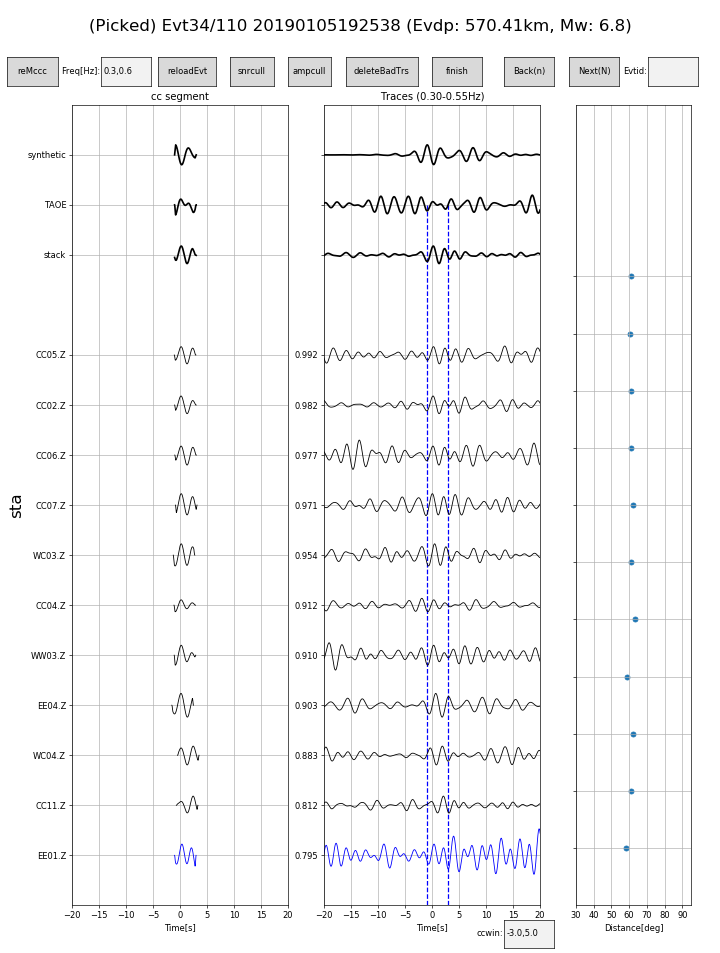 (Picked) Evt34/110 20190105192538 (Evdp: 570.41km, Mw: 6.8)
reMccc Freq[Hz]: 0.3,0.6 reloadEvt snrcull ampcull deleteBadTrs finish Back(n) Next(N) Evtid:
cc segment Traces (0.30-0.55Hz)
synthetic
TAOE
stack
CC05.Z 0.992
CC02.Z 0.982
CC06.Z 0.977
CC07.Z 0.971
sta
WC03.Z 0.954
CC04.Z 0.912
WW03.Z 0.910
EE04.Z 0.903
WC04.Z 0.883
CC11.Z 0.812
EE01.Z 0.795
−20 −15 −10 −5 0 5 10 15 20 −20 −15 −10 −5 0 5 10 15 20 30 40 50 60 70 80 90
Time[s] Time[s] Distance[deg]
ccwin: -3.0,5.0